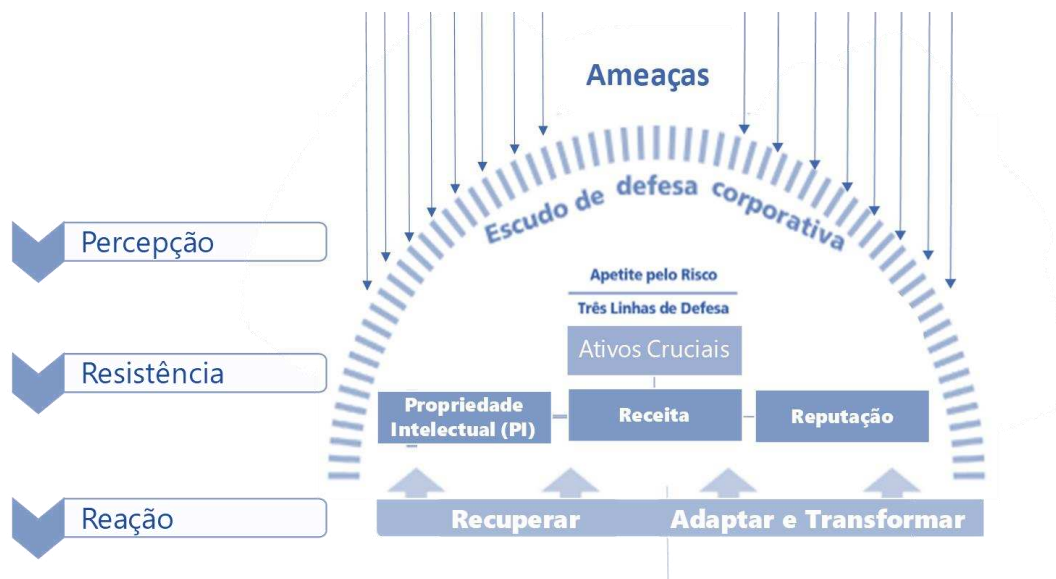 Ameaças
Escudo de defesa corporativa
Percepção
Apetite pelo Risco
Três Linhas de Defesa
Ativos Cruciais
Resistência
Propriedade
Intelectual (PI)
Receita
Reputação
Reação
Recuperar
Adaptar e Transformar